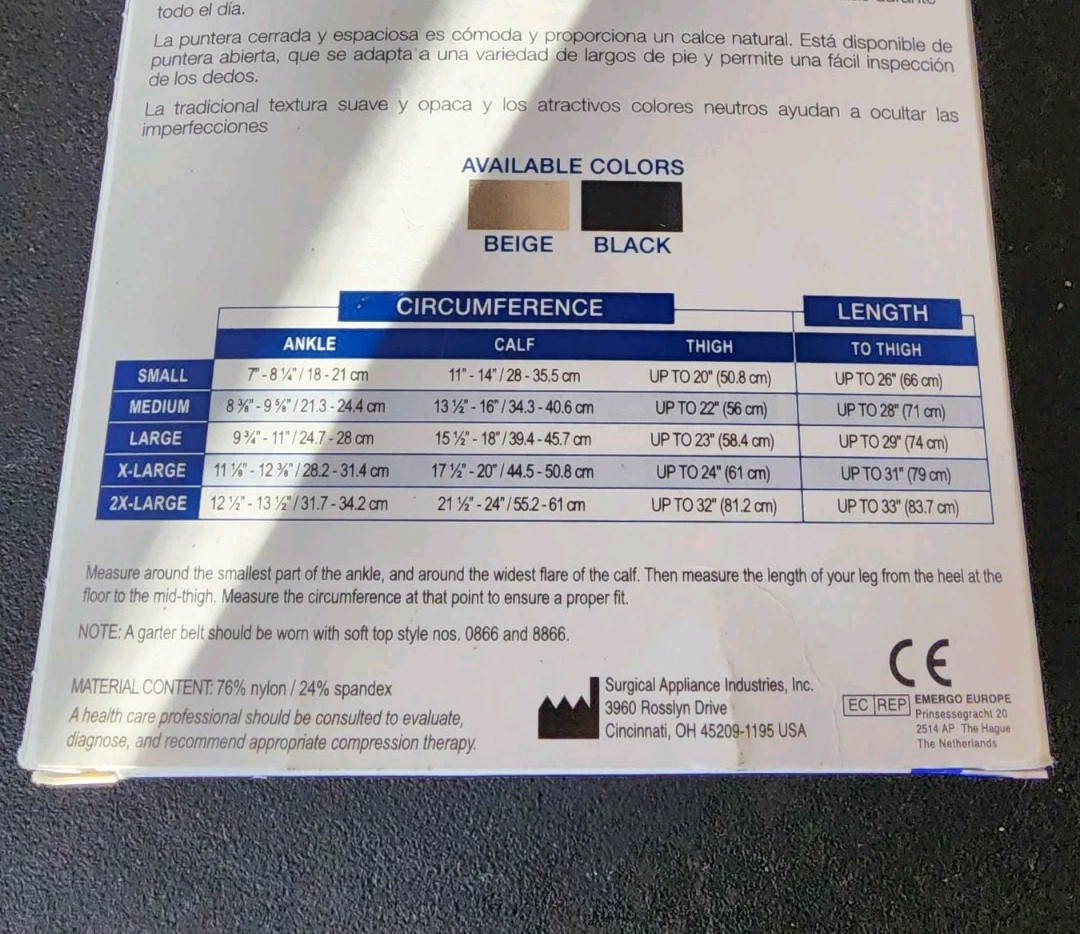 todo el día.
La puntera cerrada y espaciosa es cómoda y proporciona un calce natural. Está disponible de
puntera abierta, que se adapta a una variedad de largos de pie y permite una fácil inspección
de los dedos.
La tradicional textura suave y opaca y los atractivos colores neutros ayudan a ocultar las
imperfecciones
AVAILABLE COLORS
BEIGE BLACK
CIRCUMFERENCE LENGTH
ANKLE CALF THIGH TO THIGH
SMALL 7" - 8 ¼" / 18 - 21 cm 11" - 14" / 28 - 35,5 cm UP TO 20" (50.8 cm) UP TO 26" (66 cm)
MEDIUM 8 ⅜" - 9 ⅝" / 21.3 - 24.4 cm 13 ½" - 16" / 34.3 - 40.6 cm UP TO 22" (56 cm) UP TO 28" (71 cm)
LARGE 9 ¾" - 11" / 24.7 - 28 cm 15 ½" - 18" / 39.4 - 45.7 cm UP TO 23" (58.4 cm) UP TO 29" (74 cm)
X-LARGE 11 ⅛" - 12 ⅜" / 28.2 - 31.4 cm 17 ½" - 20" / 44.5 - 50.8 cm UP TO 24" (61 cm) UP TO 31" (79 cm)
2X-LARGE 12 ½" - 13 ½" / 31.7 - 34.2 cm 21 ½" - 24" / 55.2 - 61 cm UP TO 32" (81.2 cm) UP TO 33" (83.7 cm)
Measure around the smallest part of the ankle, and around the widest flare of the calf. Then measure the length of your leg from the heel at the
floor to the mid-thigh. Measure the circumference at that point to ensure a proper fit.
NOTE: A garter belt should be worn with soft top style nos. 0866 and 8866.
MATERIAL CONTENT: 76% nylon / 24% spandex
A health care professional should be consulted to evaluate,
diagnose, and recommend appropriate compression therapy.
Surgical Appliance Industries, Inc.
3960 Rosslyn Drive
Cincinnati, OH 45209-1195 USA
CE
EC REP
EMERGO EUROPE
Prinsessegracht 20
2514 AP The Hague
The Netherlands